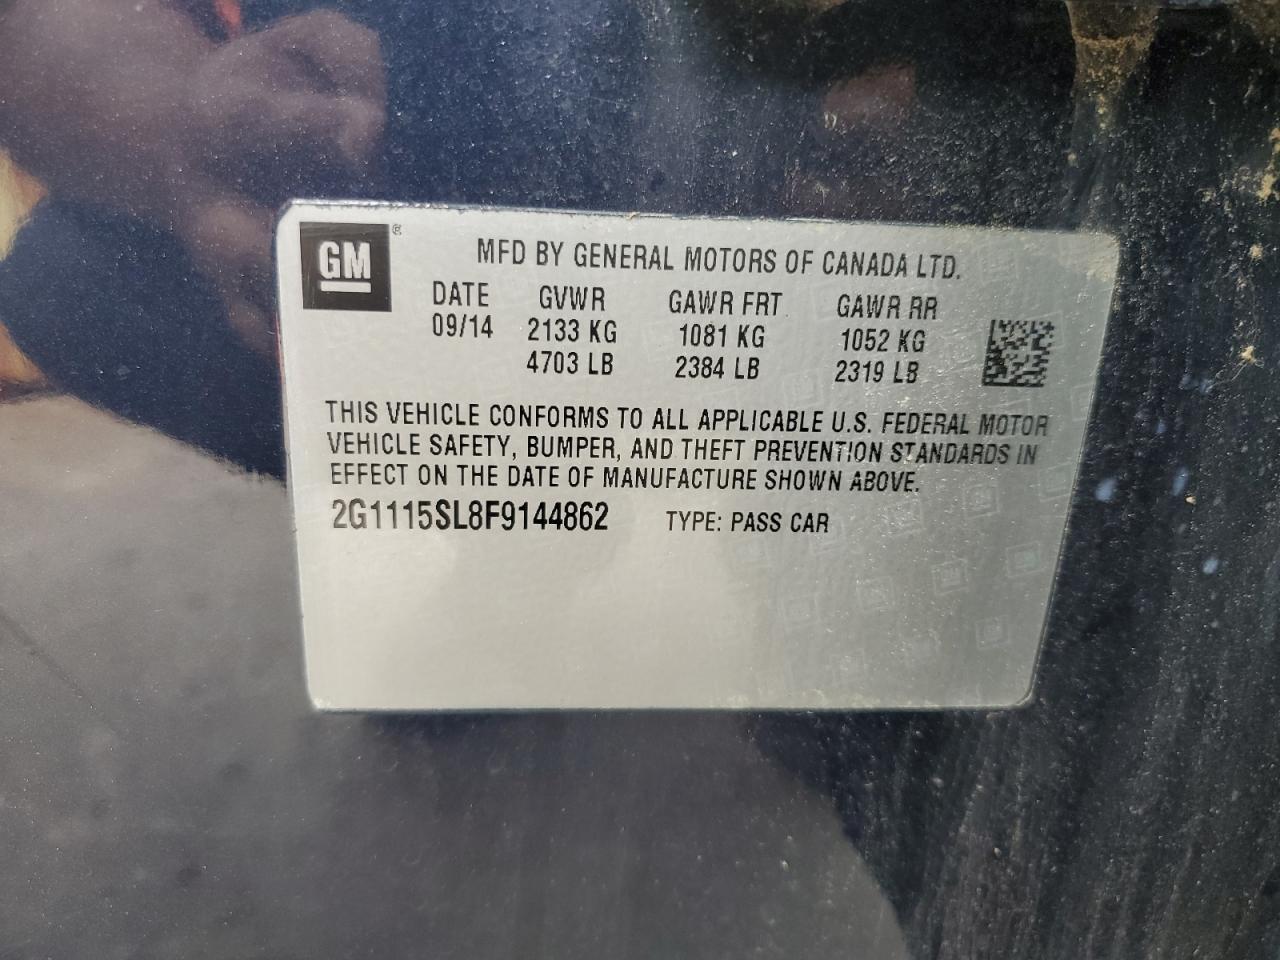 GM®
MFD BY GENERAL MOTORS OF CANADA LTD.
DATE GVWR GAWR FRT GAWR RR
09/14 2133 KG 1081 KG 1052 KG
4703 LB 2384 LB 2319 LB
THIS VEHICLE CONFORMS TO ALL APPLICABLE U.S. FEDERAL MOTOR
VEHICLE SAFETY, BUMPER, AND THEFT PREVENTION STANDARDS IN
EFFECT ON THE DATE OF MANUFACTURE SHOWN ABOVE.
2G1115SL8F9144862 TYPE: PASS CAR